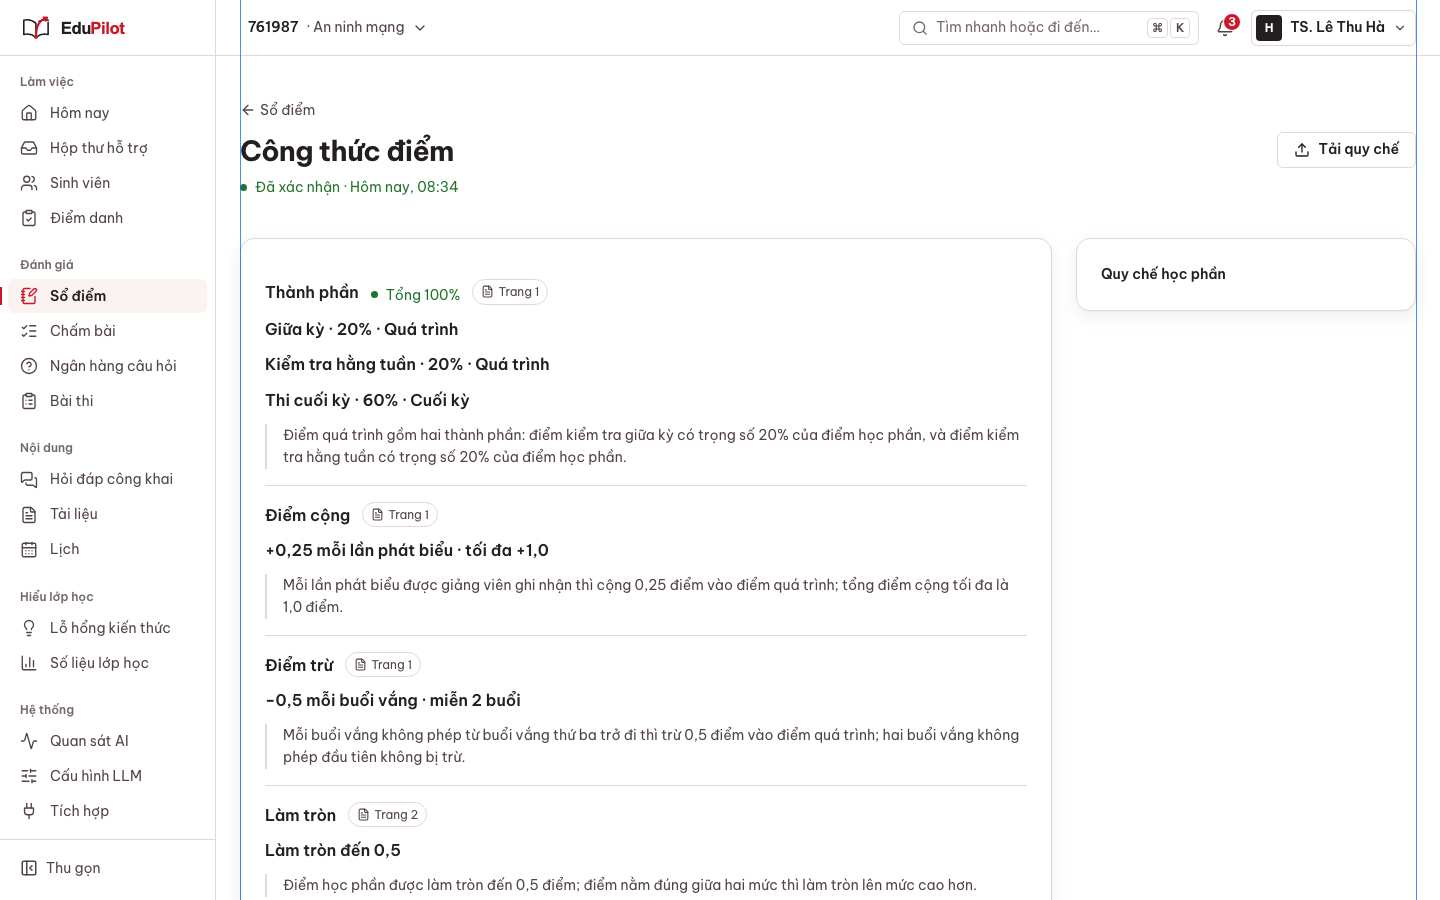 EduPilot
761987 · An ninh mạng
Tìm nhanh hoặc đi đến…
⌘ K
3
H
TS. Lê Thu Hà
Làm việc
Hôm nay
Hộp thư hỗ trợ
Sinh viên
Điểm danh
Đánh giá
Sổ điểm
Chấm bài
Ngân hàng câu hỏi
Bài thi
Nội dung
Hỏi đáp công khai
Tài liệu
Lịch
Hiểu lớp học
Lỗ hổng kiến thức
Số liệu lớp học
Hệ thống
Quan sát AI
Cấu hình LLM
Tích hợp
Thu gọn
Sổ điểm
Công thức điểm
Đã xác nhận · Hôm nay, 08:34
Tải quy chế
Thành phần
Tổng 100%
Trang 1
Giữa kỳ · 20% · Quá trình
Kiểm tra hằng tuần · 20% · Quá trình
Thi cuối kỳ · 60% · Cuối kỳ
Điểm quá trình gồm hai thành phần: điểm kiểm tra giữa kỳ có trọng số 20% của điểm học phần, và điểm kiểm
tra hằng tuần có trọng số 20% của điểm học phần.
Điểm cộng
Trang 1
+0,25 mỗi lần phát biểu · tối đa +1,0
Mỗi lần phát biểu được giảng viên ghi nhận thì cộng 0,25 điểm vào điểm quá trình; tổng điểm cộng tối đa là
1,0 điểm.
Điểm trừ
Trang 1
−0,5 mỗi buổi vắng · miễn 2 buổi
Mỗi buổi vắng không phép từ buổi vắng thứ ba trở đi thì trừ 0,5 điểm vào điểm quá trình; hai buổi vắng không
phép đầu tiên không bị trừ.
Làm tròn
Trang 2
Làm tròn đến 0,5
Điểm học phần được làm tròn đến 0,5 điểm; điểm nằm đúng giữa hai mức thì làm tròn lên mức cao hơn.
Quy chế học phần